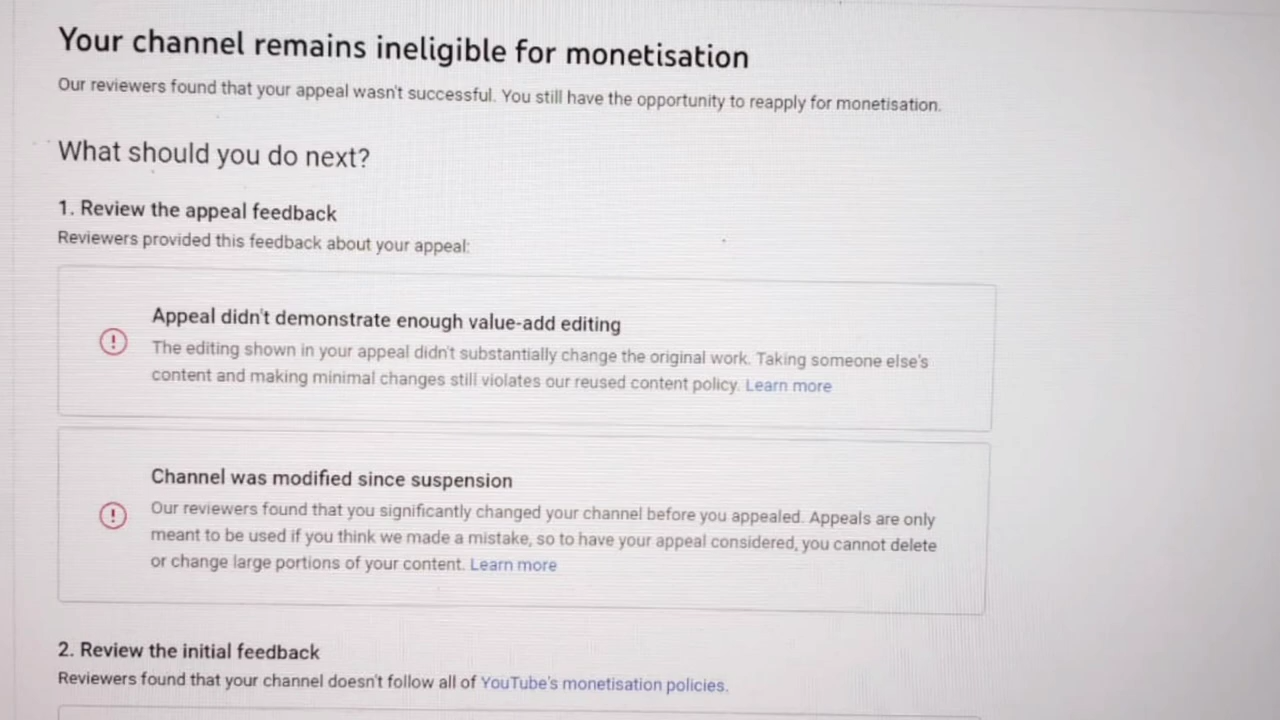 Your channel remains ineligible for monetisation
Our reviewers found that your appeal wasn't successful. You still have the opportunity to reapply for monetisation.
What should you do next?
1. Review the appeal feedback
Reviewers provided this feedback about your appeal:
Appeal didn't demonstrate enough value-add editing
The editing shown in your appeal didn't substantially change the original work. Taking someone else's
content and making minimal changes still violates our reused content policy. Learn more
Channel was modified since suspension
Our reviewers found that you significantly changed your channel before you appealed. Appeals are only
meant to be used if you think we made a mistake, so to have your appeal considered, you cannot delete
or change large portions of your content. Learn more
2. Review the initial feedback
Reviewers found that your channel doesn't follow all of YouTube's monetisation policies.